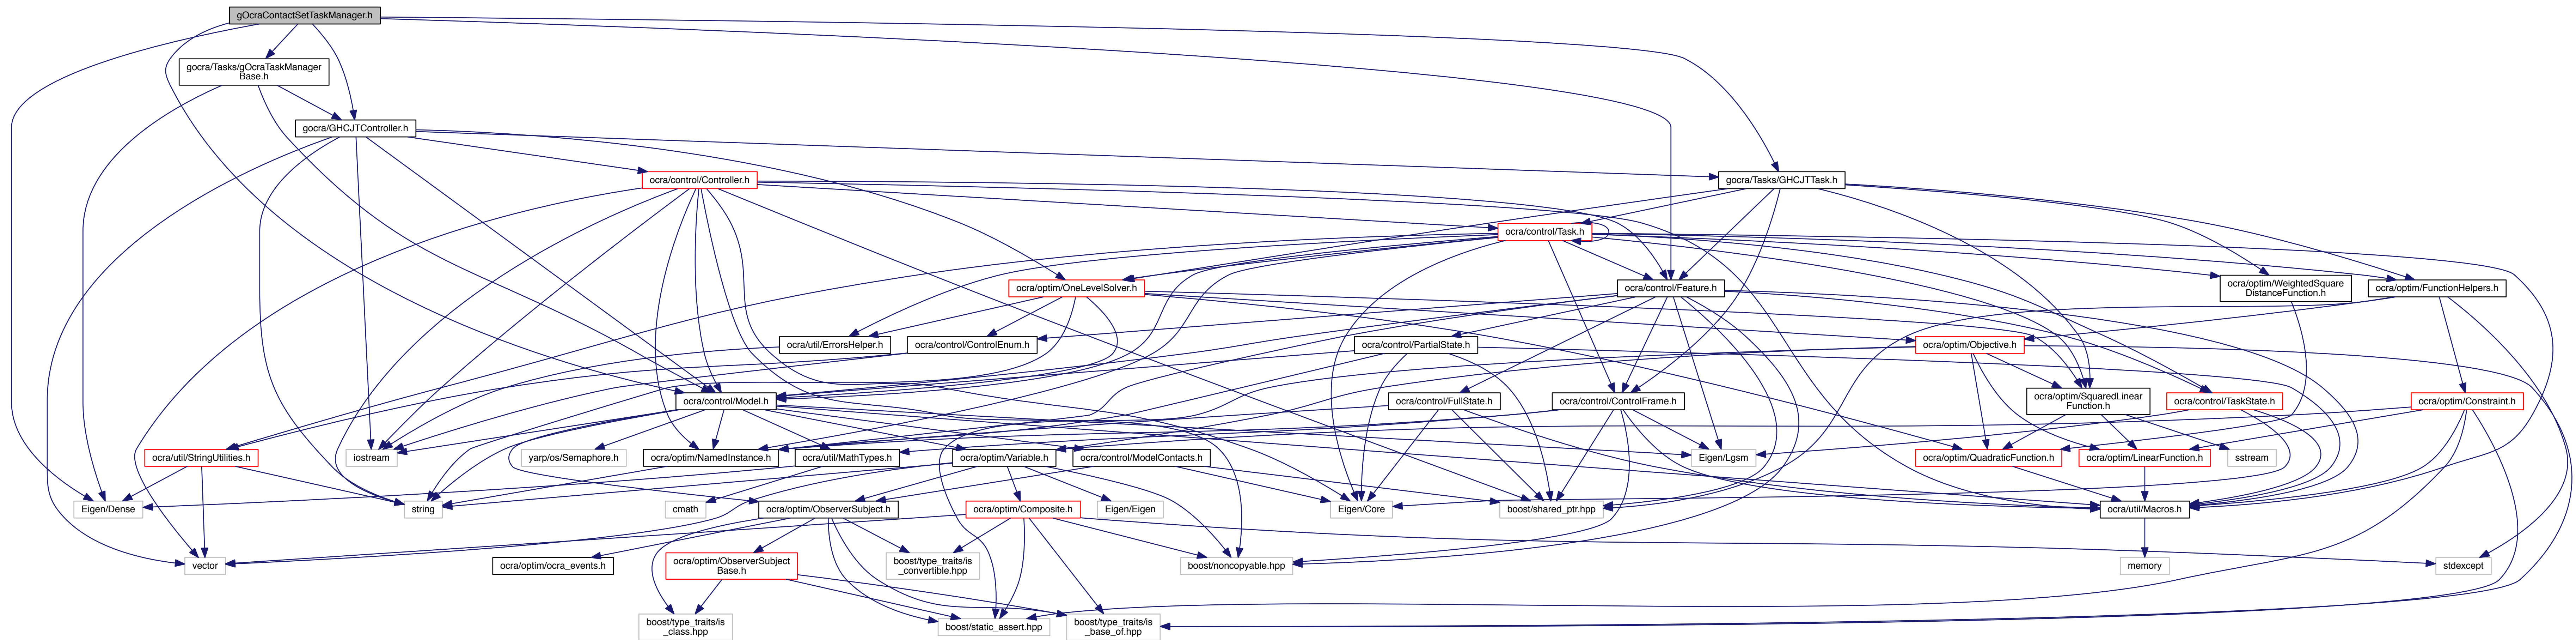 gOcraContactSetTaskManager.h
gocra/Tasks/gOcraTaskManager
Base.h
gocra/GHCJTController.h
ocra/control/Controller.h
gocra/Tasks/GHCJTTask.h
ocra/control/Task.h
ocra/optim/OneLevelSolver.h
ocra/control/Feature.h
ocra/optim/WeightedSquare
DistanceFunction.h
ocra/optim/FunctionHelpers.h
ocra/util/ErrorsHelper.h
ocra/control/ControlEnum.h
ocra/control/PartialState.h
ocra/optim/Objective.h
ocra/control/Model.h
ocra/control/FullState.h
ocra/control/ControlFrame.h
ocra/optim/SquaredLinear
Function.h
ocra/control/TaskState.h
ocra/optim/Constraint.h
ocra/util/StringUtilities.h
iostream
yarp/os/Semaphore.h
ocra/optim/NamedInstance.h
ocra/util/MathTypes.h
ocra/optim/Variable.h
ocra/control/ModelContacts.h
Eigen/Lgsm
ocra/optim/QuadraticFunction.h
ocra/optim/LinearFunction.h
sstream
Eigen/Dense
string
cmath
ocra/optim/ObserverSubject.h
ocra/optim/Composite.h
Eigen/Eigen
Eigen/Core
boost/shared_ptr.hpp
ocra/util/Macros.h
vector
ocra/optim/ocra_events.h
ocra/optim/ObserverSubject
Base.h
boost/type_traits/is
_convertible.hpp
boost/noncopyable.hpp
memory
stdexcept
boost/type_traits/is
_class.hpp
boost/static_assert.hpp
boost/type_traits/is
_base_of.hpp